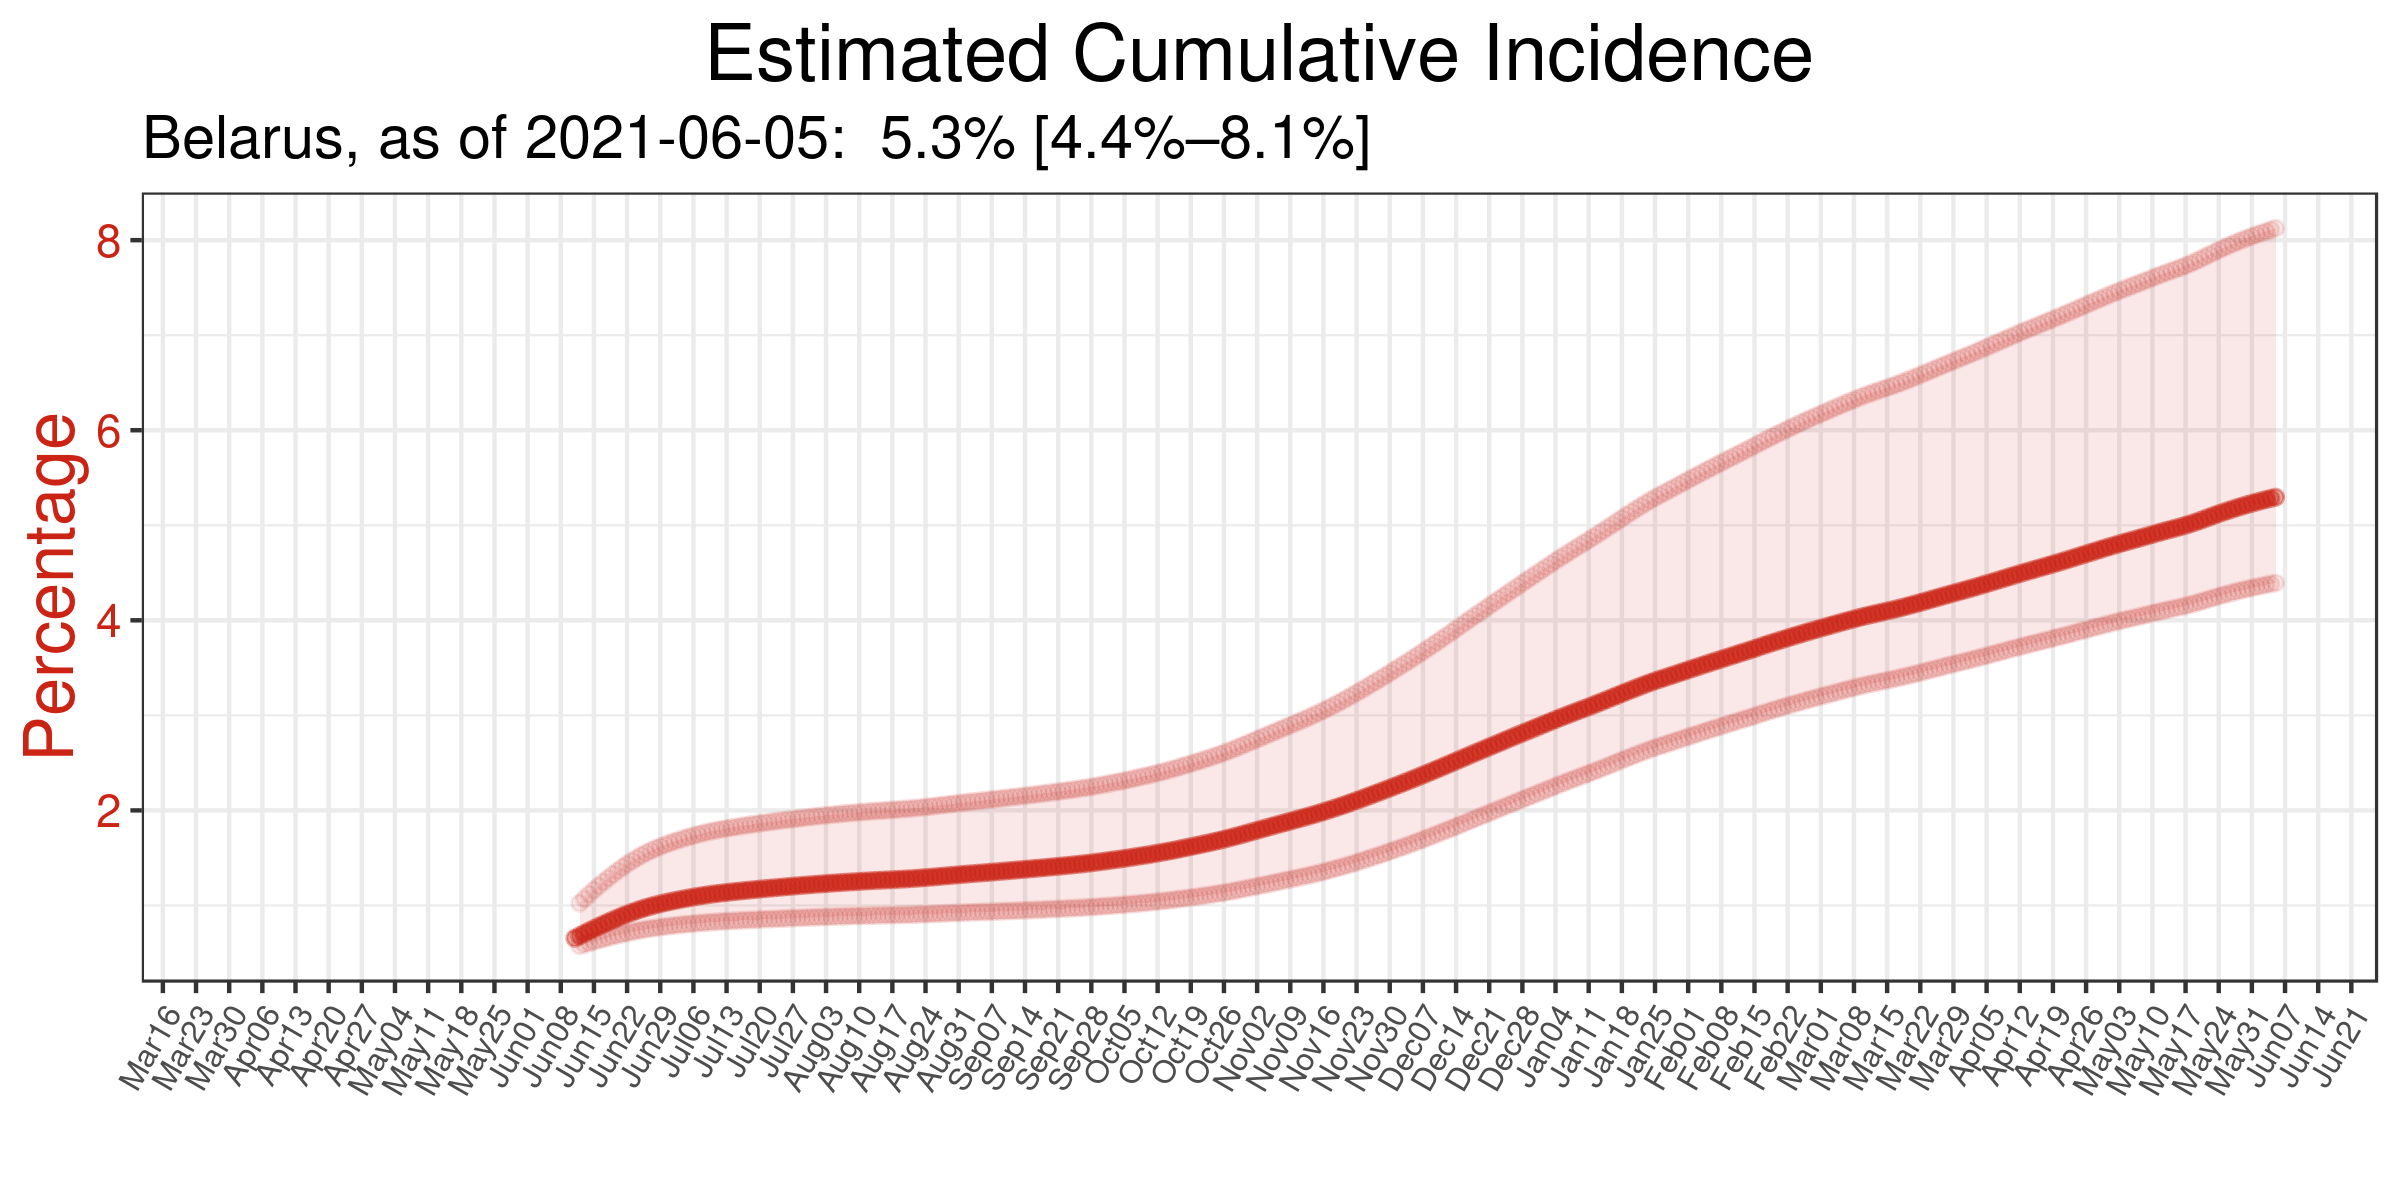 Estimated Cumulative Incidence
Belarus, as of 2021-06-05:  5.3% [4.4%–8.1%]
Percentage
8
6
4
2
Mar16
Mar23
Mar30
Apr06
Apr13
Apr20
Apr27
May04
May11
May18
May25
Jun01
Jun08
Jun15
Jun22
Jun29
Jul06
Jul13
Jul20
Jul27
Aug03
Aug10
Aug17
Aug24
Aug31
Sep07
Sep14
Sep21
Sep28
Oct05
Oct12
Oct19
Oct26
Nov02
Nov09
Nov16
Nov23
Nov30
Dec07
Dec14
Dec21
Dec28
Jan04
Jan11
Jan18
Jan25
Feb01
Feb08
Feb15
Feb22
Mar01
Mar08
Mar15
Mar22
Mar29
Apr05
Apr12
Apr19
Apr26
May03
May10
May17
May24
May31
Jun07
Jun14
Jun21